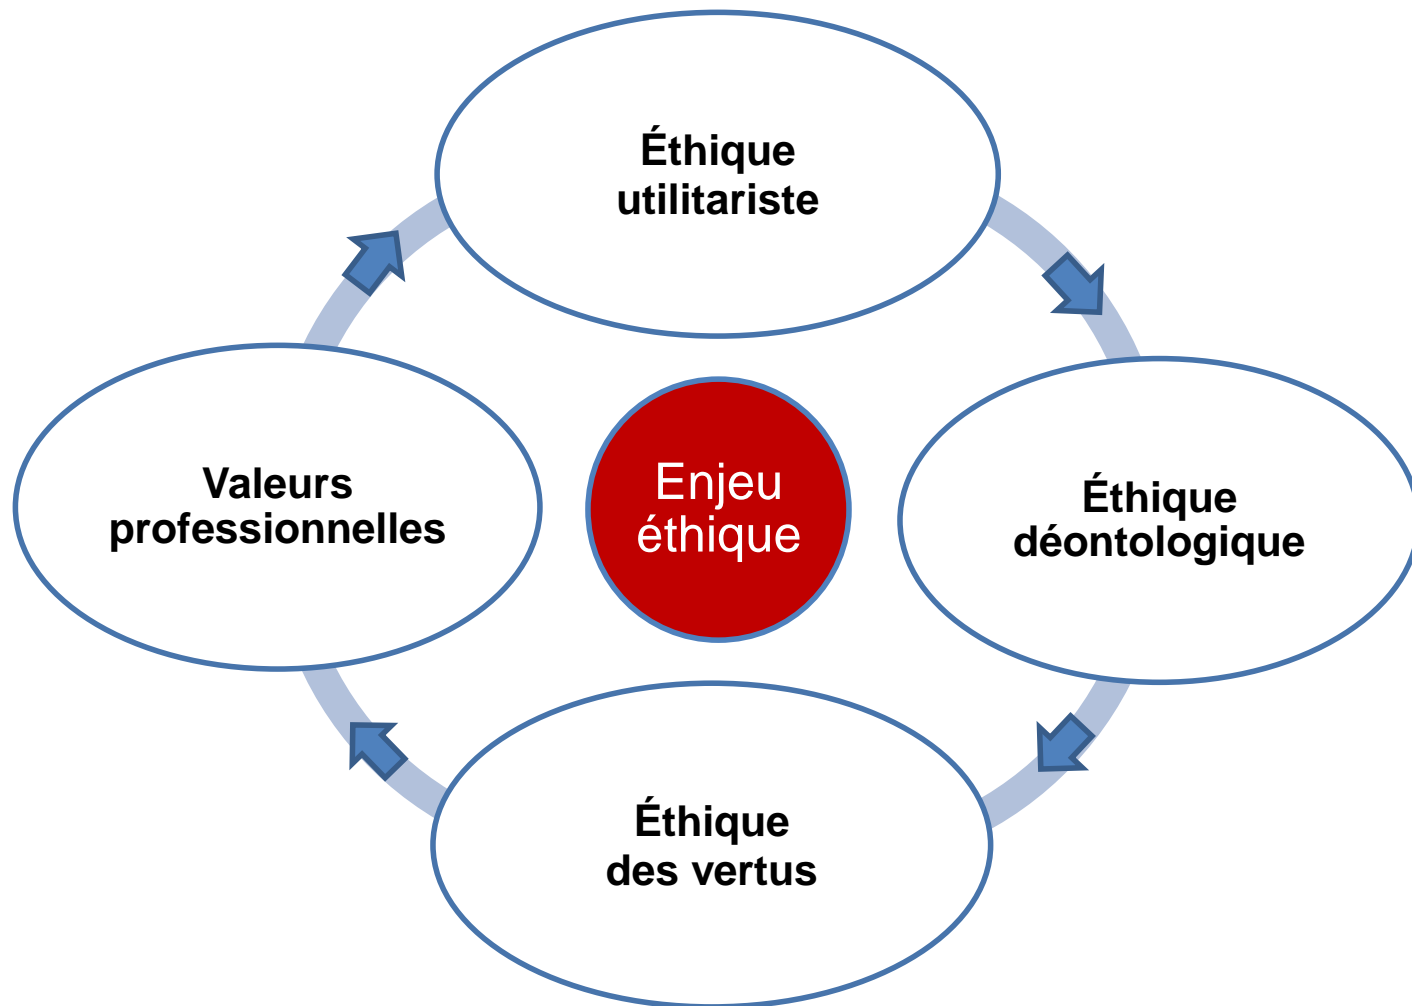 Éthique
utilitariste
Valeurs
professionnelles
Enjeu
éthique
Éthique
déontologique
Éthique
des vertus